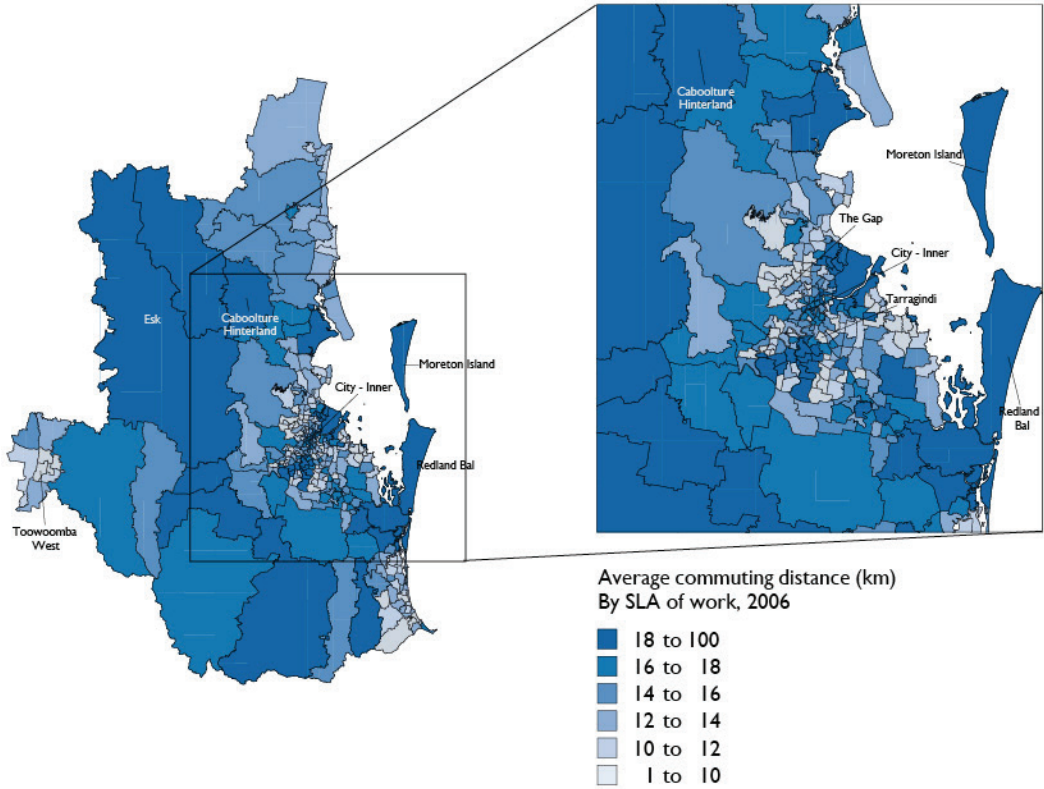 Caboolture
Hinterland
Moreton Island
The Gap
City - Inner
Tarragindi
Redland
Bal
Esk
Caboolture
Hinterland
Moreton Island
City - Inner
Redland Bal
Toowoomba
West
Average commuting distance (km)
By SLA of work, 2006
18 to 100
16 to 18
14 to 16
12 to 14
10 to 12
1 to 10